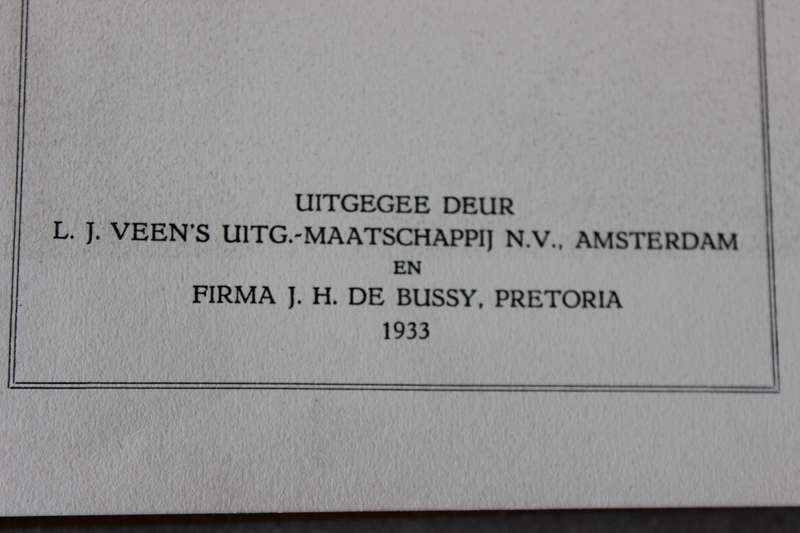 UITGEGEE DEUR
L. J. VEEN'S UITG.-MAATSCHAPPIJ N.V., AMSTERDAM
EN
FIRMA J. H. DE BUSSY, PRETORIA
1933